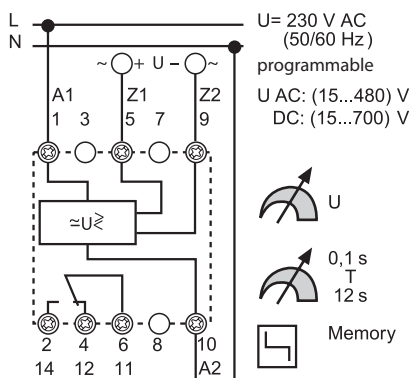 L
N
U= 230 V AC
(50/60 Hz)
~ + U − ~
programmable
A1 Z1 Z2
U AC: (15...480) V
1 3 5 7 9
DC: (15...700) V
≃U≷
U
0,1 s
T
12 s
2 4 6 8 10
Memory
14 12 11 A2